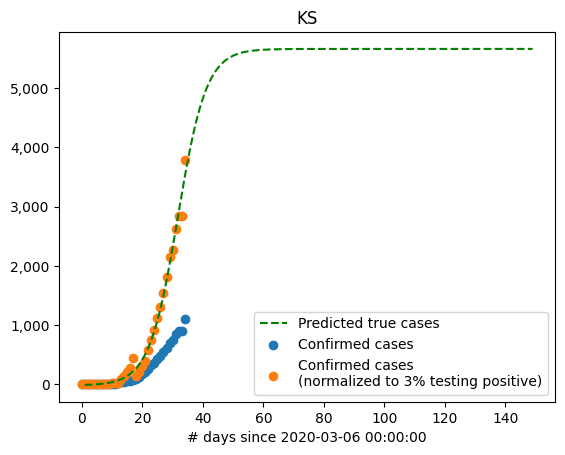 KS
5,000
4,000
3,000
2,000
1,000
0
Predicted true cases
Confirmed cases
Confirmed cases
(normalized to 3% testing positive)
0 20 40 60 80 100 120 140
# days since 2020-03-06 00:00:00